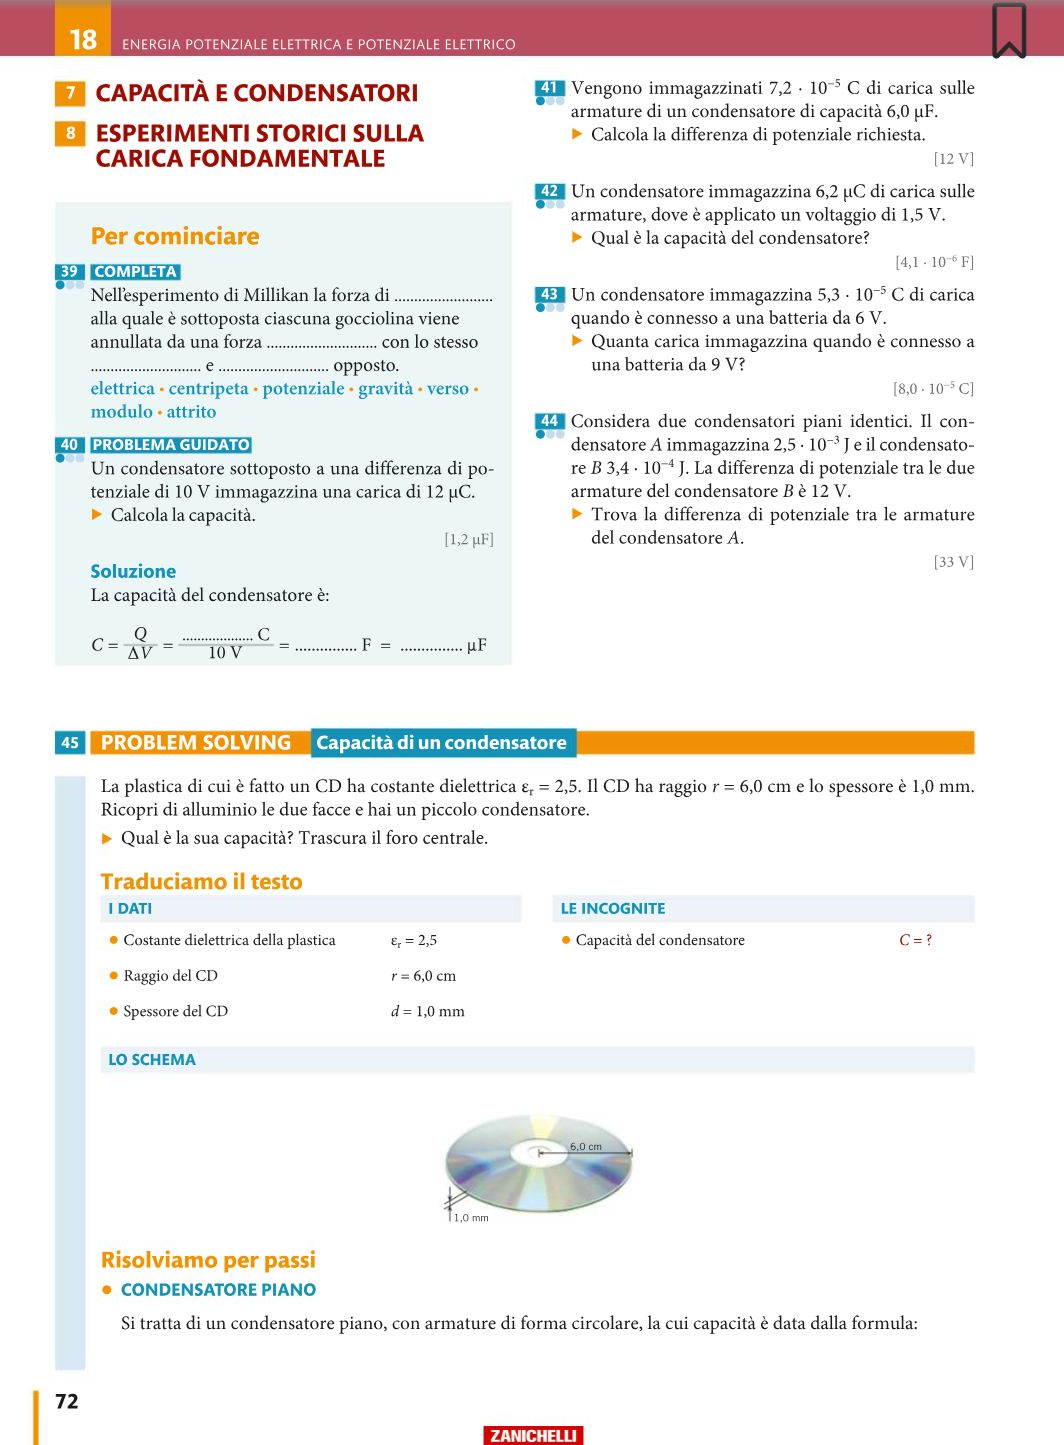 18 ENERGIA POTENZIALE ELETTRICA E POTENZIALE ELETTRICO
7 CAPACITÀ E CONDENSATORI
8 ESPERIMENTI STORICI SULLA
CARICA FONDAMENTALE
Per cominciare
39 COMPLETA
Nell'esperimento di Millikan la forza di .........................
alla quale è sottoposta ciascuna gocciolina viene
annullata da una forza ............................ con lo stesso
............................ e ............................ opposto.
elettrica • centripeta • potenziale • gravità • verso •
modulo • attrito
40 PROBLEMA GUIDATO
Un condensatore sottoposto a una differenza di po-
tenziale di 10 V immagazzina una carica di 12 μC.
▶ Calcola la capacità.
[1,2 μF]
Soluzione
La capacità del condensatore è:
C = Q / ΔV = ................... C / 10 V = ............... F = ............... μF
41 Vengono immagazzinati 7,2 · 10⁻⁵ C di carica sulle
armature di un condensatore di capacità 6,0 μF.
▶ Calcola la differenza di potenziale richiesta.
[12 V]
42 Un condensatore immagazzina 6,2 μC di carica sulle
armature, dove è applicato un voltaggio di 1,5 V.
▶ Qual è la capacità del condensatore?
[4,1 · 10⁻⁶ F]
43 Un condensatore immagazzina 5,3 · 10⁻⁵ C di carica
quando è connesso a una batteria da 6 V.
▶ Quanta carica immagazzina quando è connesso a
una batteria da 9 V?
[8,0 · 10⁻⁵ C]
44 Considera due condensatori piani identici. Il con-
densatore A immagazzina 2,5 · 10⁻³ J e il condensato-
re B 3,4 · 10⁻⁴ J. La differenza di potenziale tra le due
armature del condensatore B è 12 V.
▶ Trova la differenza di potenziale tra le armature
del condensatore A.
[33 V]
45 PROBLEM SOLVING Capacità di un condensatore
La plastica di cui è fatto un CD ha costante dielettrica εᵣ = 2,5. Il CD ha raggio r = 6,0 cm e lo spessore è 1,0 mm.
Ricopri di alluminio le due facce e hai un piccolo condensatore.
▶ Qual è la sua capacità? Trascura il foro centrale.
Traduciamo il testo
I DATI
• Costante dielettrica della plastica εᵣ = 2,5
• Raggio del CD r = 6,0 cm
• Spessore del CD d = 1,0 mm
LE INCOGNITE
• Capacità del condensatore C = ?
LO SCHEMA
6,0 cm
1,0 mm
Risolviamo per passi
• CONDENSATORE PIANO
Si tratta di un condensatore piano, con armature di forma circolare, la cui capacità è data dalla formula:
72
ZANICHELLI